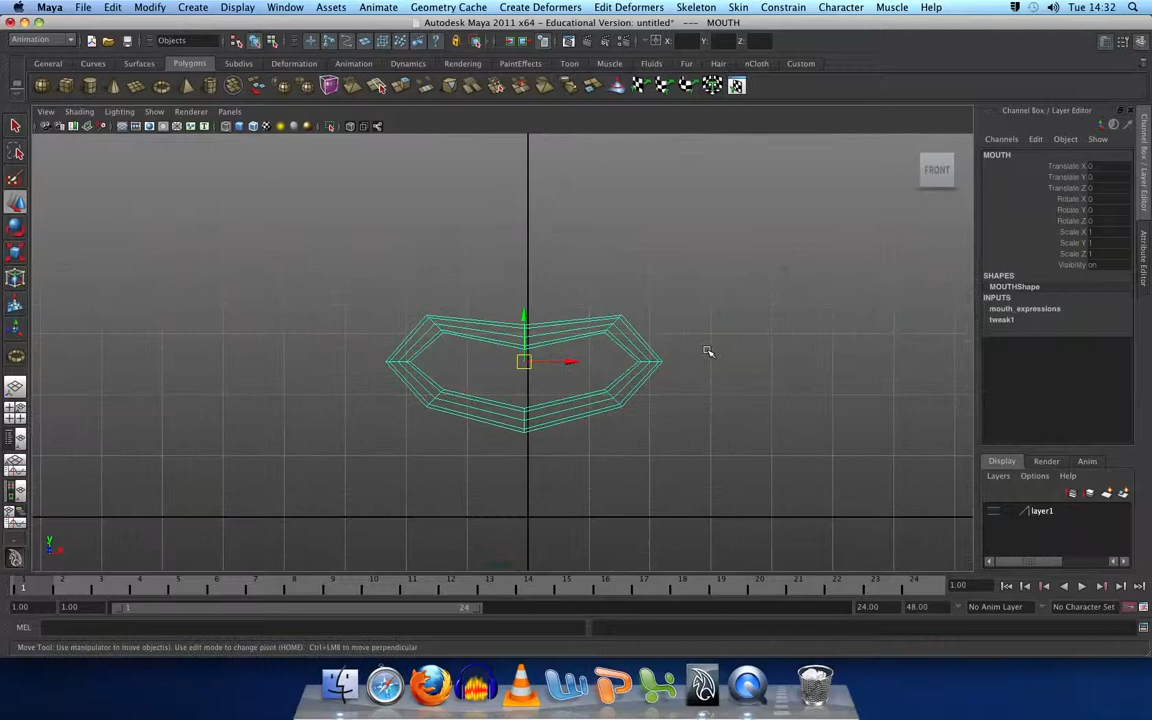 Maya File Edit Modify Create Display Window Assets Animate Geometry Cache Create Deformers Edit Deformers Skeleton Skin Constrain Character Muscle Help Tue 14:32
Autodesk Maya 2011 x64 - Educational Version: untitled* --- MOUTH
Animation Objects X: Y: Z:
General Curves Surfaces Polygons Subdivs Deformation Animation Dynamics Rendering PaintEffects Toon Muscle Fluids Fur Hair nCloth Custom
View Shading Lighting Show Renderer Panels
Channel Box / Layer Editor
Channels Edit Object Show
MOUTH
Translate X 0
Translate Y 0
Translate Z 0
Rotate X 0
Rotate Y 0
Rotate Z 0
Scale X 1
Scale Y 1
Scale Z 1
Visibility on
SHAPES
MOUTHShape
INPUTS
mouth_expressions
tweak1
FRONT
Channel Box / Layer Editor
Attribute Editor
Display Render Anim
Layers Options Help
layer1
y
1 2 3 4 5 6 7 8 9 10 11 12 13 14 15 16 17 18 19 20 21 22 23 24
1
1.00
1.00 1.00 1 24 24.00 48.00 No Anim Layer No Character Set
MEL
Move Tool: Use manipulator to move object(s). Use edit mode to change pivot (HOME). Ctrl+LMB to move perpendicular.